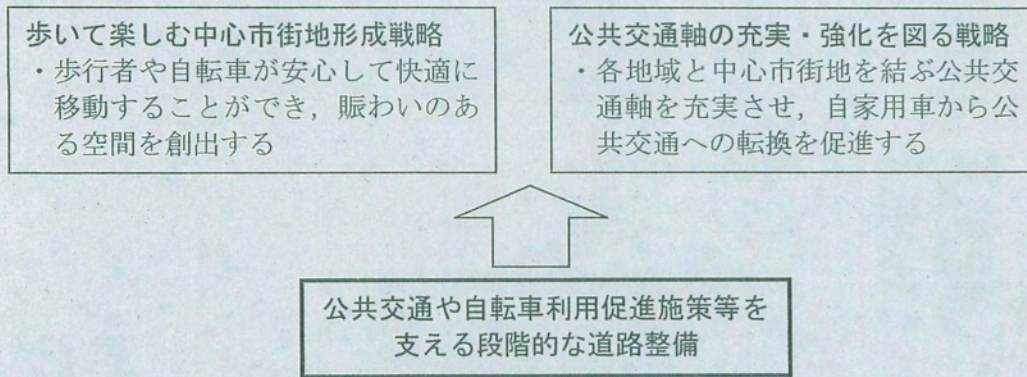 歩いて楽しむ中心市街地形成戦略
・歩行者や自転車が安心して快適に
移動することができ，賑わいのあ
る空間を創出する
公共交通軸の充実・強化を図る戦略
・各地域と中心市街地を結ぶ公共交
通軸を充実させ，自家用車から公
共交通への転換を促進する
公共交通や自転車利用促進施策等を
支える段階的な道路整備